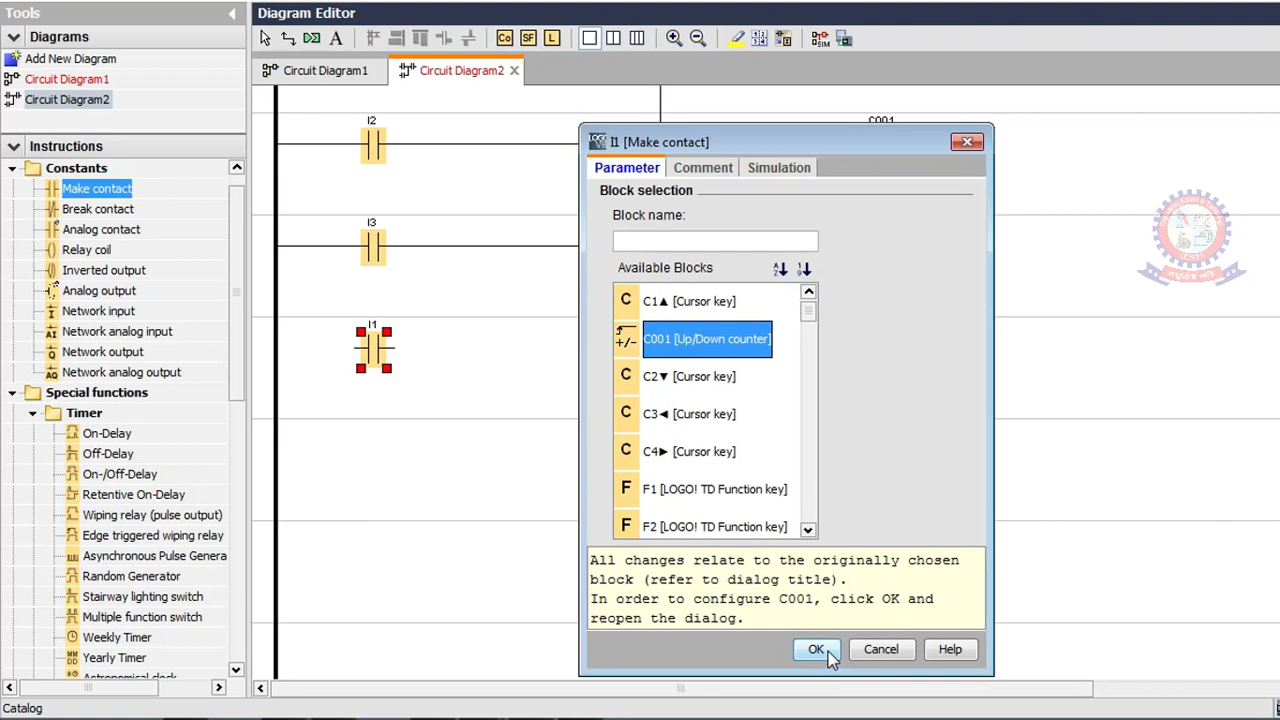 Tools
Diagrams
Add New Diagram
Circuit Diagram1
Circuit Diagram2
Instructions
Constants
Make contact
Break contact
Analog contact
Relay coil
Inverted output
Analog output
Network input
Network analog input
Network output
Network analog output
Special functions
Timer
On-Delay
Off-Delay
On-/Off-Delay
Retentive On-Delay
Wiping relay (pulse output)
Edge triggered wiping relay
Asynchronous Pulse Genera
Random Generator
Stairway lighting switch
Multiple function switch
Weekly Timer
Yearly Timer
Astronomical clock
Catalog
Diagram Editor
A Co SF L
Circuit Diagram1
Circuit Diagram2
I2
C001
I3
I1
I1 [Make contact]
Parameter Comment Simulation
Block selection
Block name:
Available Blocks
C C1▲ [Cursor key]
+/- C001 [Up/Down counter]
C C2▼ [Cursor key]
C C3◄ [Cursor key]
C C4► [Cursor key]
F F1 [LOGO! TD Function key]
F F2 [LOGO! TD Function key]
All changes relate to the originally chosen
block (refer to dialog title).
In order to configure C001, click OK and
reopen the dialog.
OK Cancel Help